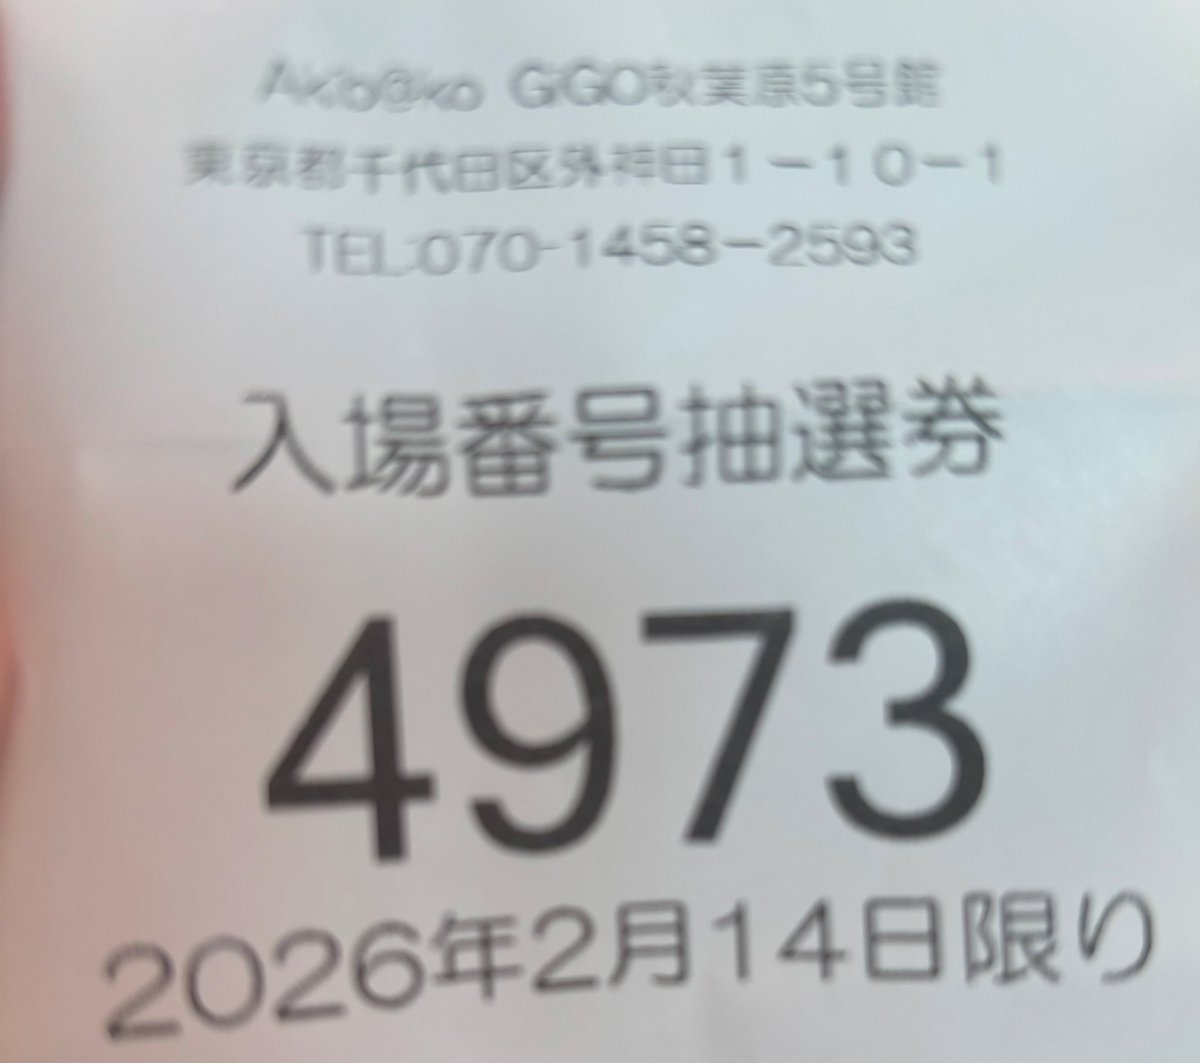 Akib@ko GiGO秋葉原5号館
東京都千代田区外神田1-10-1
TEL:070-1458-2593
入場番号抽選券
4973
2026年2月14日限り